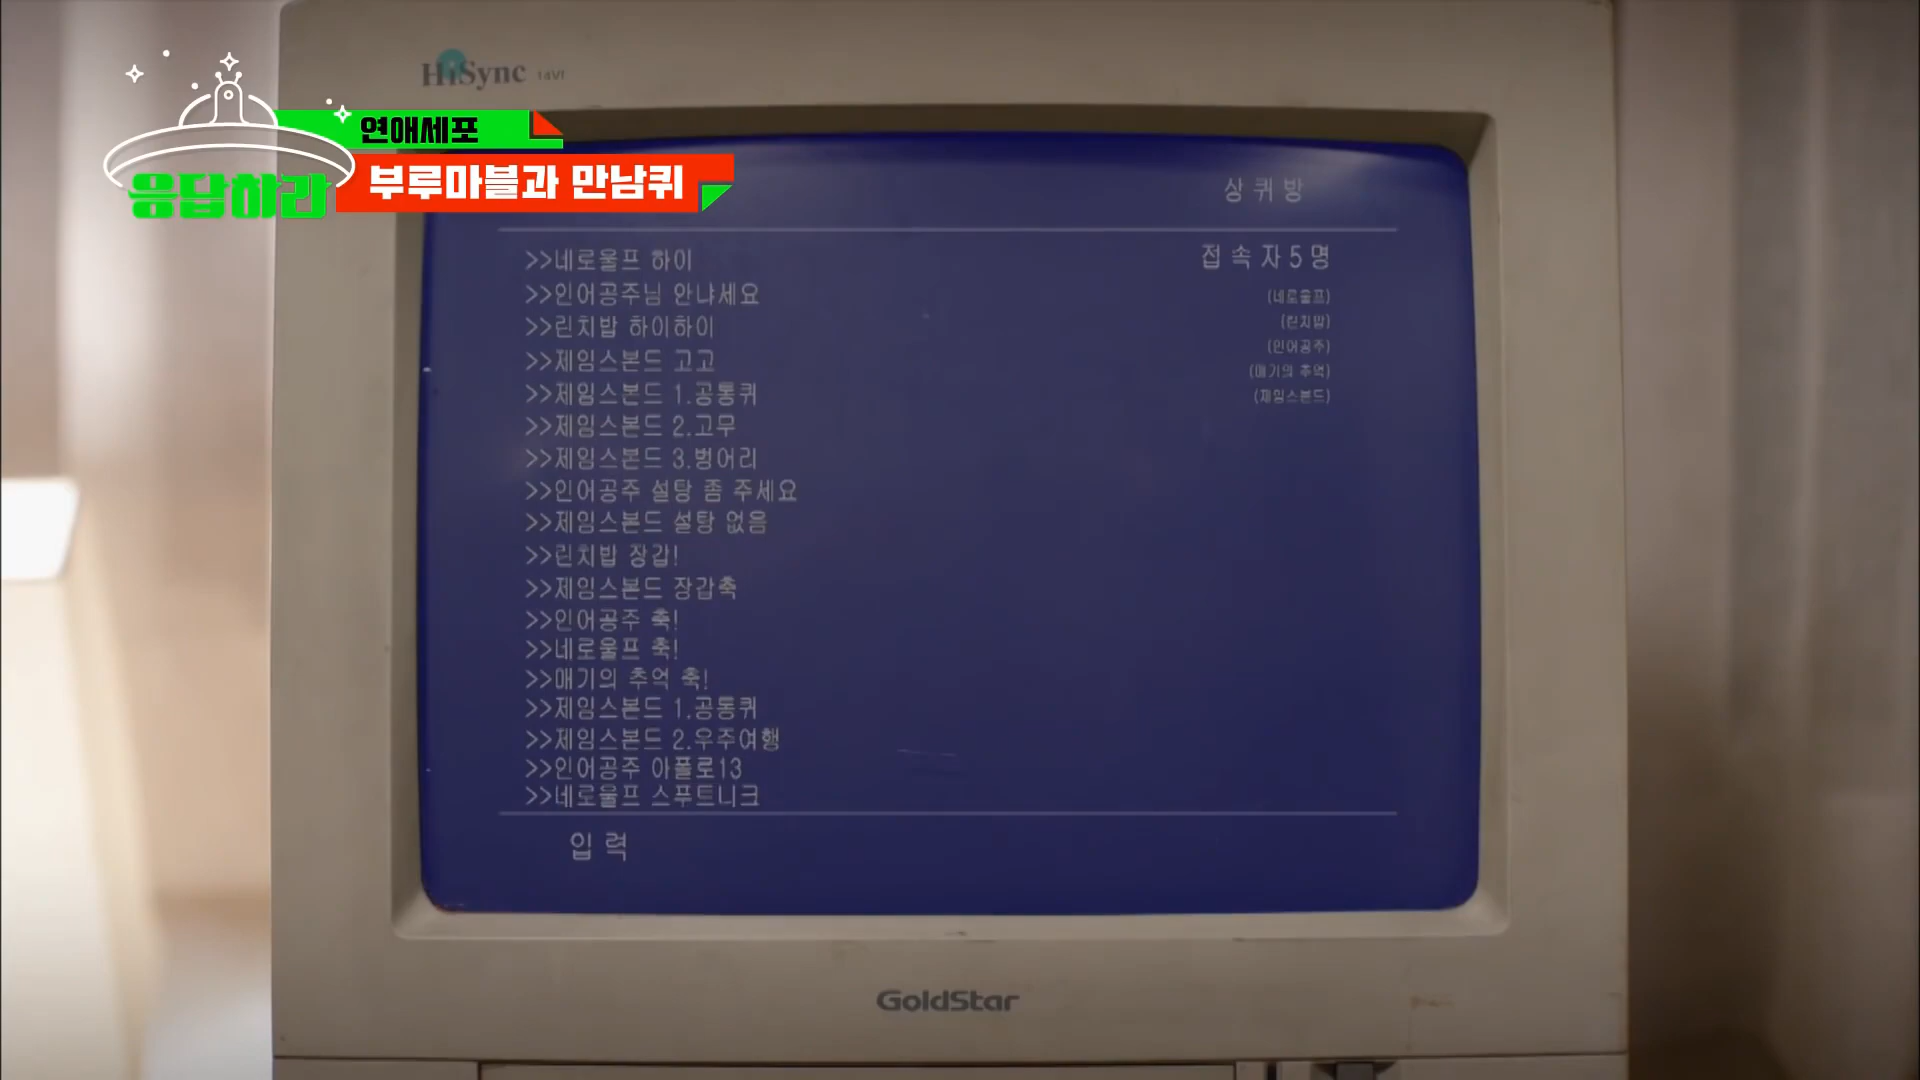 HiSync 14VI
연애세포
응답하라
부루마블과 만남퀴
상퀴방
접속자5명
(네로울프)
(린치밥)
(인어공주)
(매기의 추억)
(제임스본드)
>>네로울프 하이
>>인어공주님 안냐세요
>>린치밥 하이하이
>>제임스본드 고고
>>제임스본드 1.공통퀴
>>제임스본드 2.고무
>>제임스본드 3.벙어리
>>인어공주 설탕 좀 주세요
>>제임스본드 설탕 없음
>>린치밥 장갑!
>>제임스본드 장갑축
>>인어공주 축!
>>네로울프 축!
>>매기의 추억 축!
>>제임스본드 1.공통퀴
>>제임스본드 2.우주여행
>>인어공주 아폴로13
>>네로울프 스푸트니크
입력
GoldStar